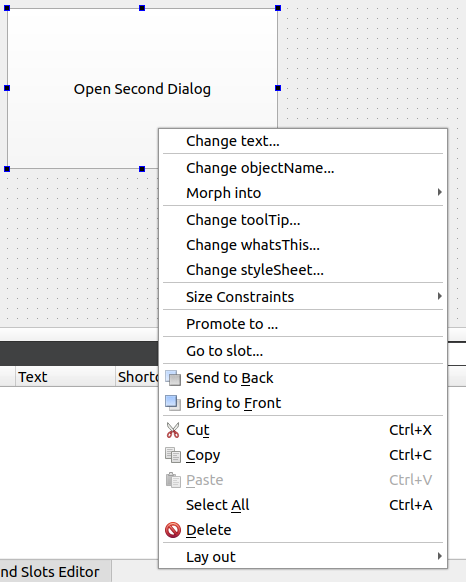 Open Second Dialog
Change text...
Change objectName...
Morph into
Change toolTip...
Change whatsThis...
Change styleSheet...
Size Constraints
Promote to ...
Go to slot...
Text
Send to Back
Bring to Front
Cut Ctrl+X
Copy Ctrl+C
Paste Ctrl+V
Select All Ctrl+A
Delete
Lay out
nd Slots Editor